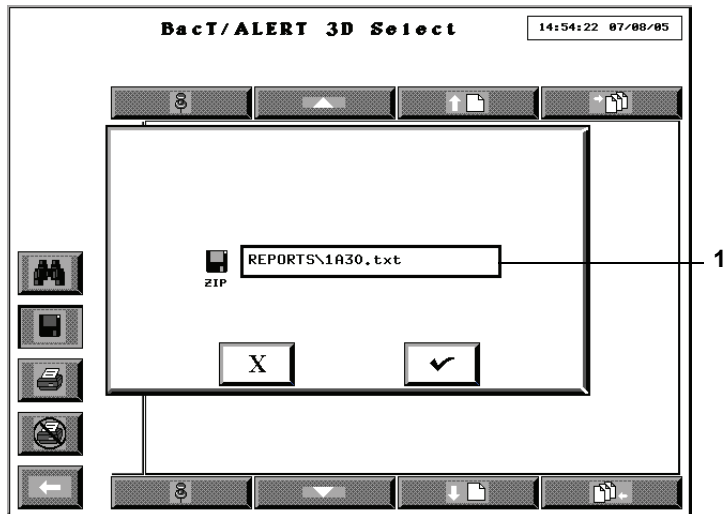 BacT/ALERT 3D Select
14:54:22 07/08/05
REPORTS\1A30.txt
1
ZIP
X